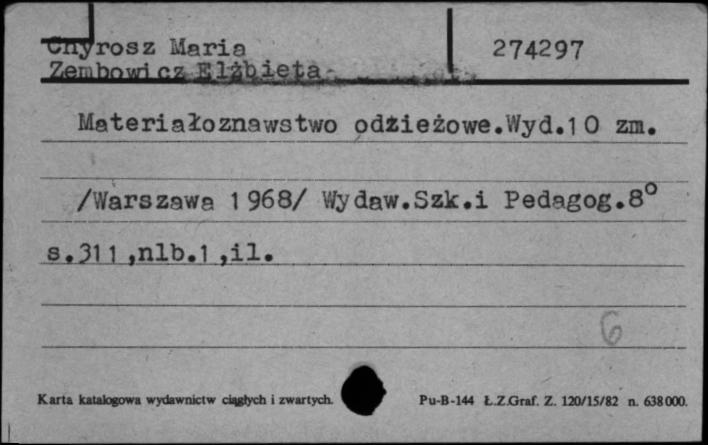 Chyrosz Maria 274297
Zembowicz Elżbieta
Materiałoznawstwo odzieżowe.Wyd.10 zm.
/Warszawa 1968/ Wydaw.Szk.i Pedagog.8°
s.311,nlb.1,il.
6
Karta katalogowa wydawnictw ciągłych i zwartych. Pu-B-144 Ł.Z.Graf. Z. 120/15/82 n. 638000.